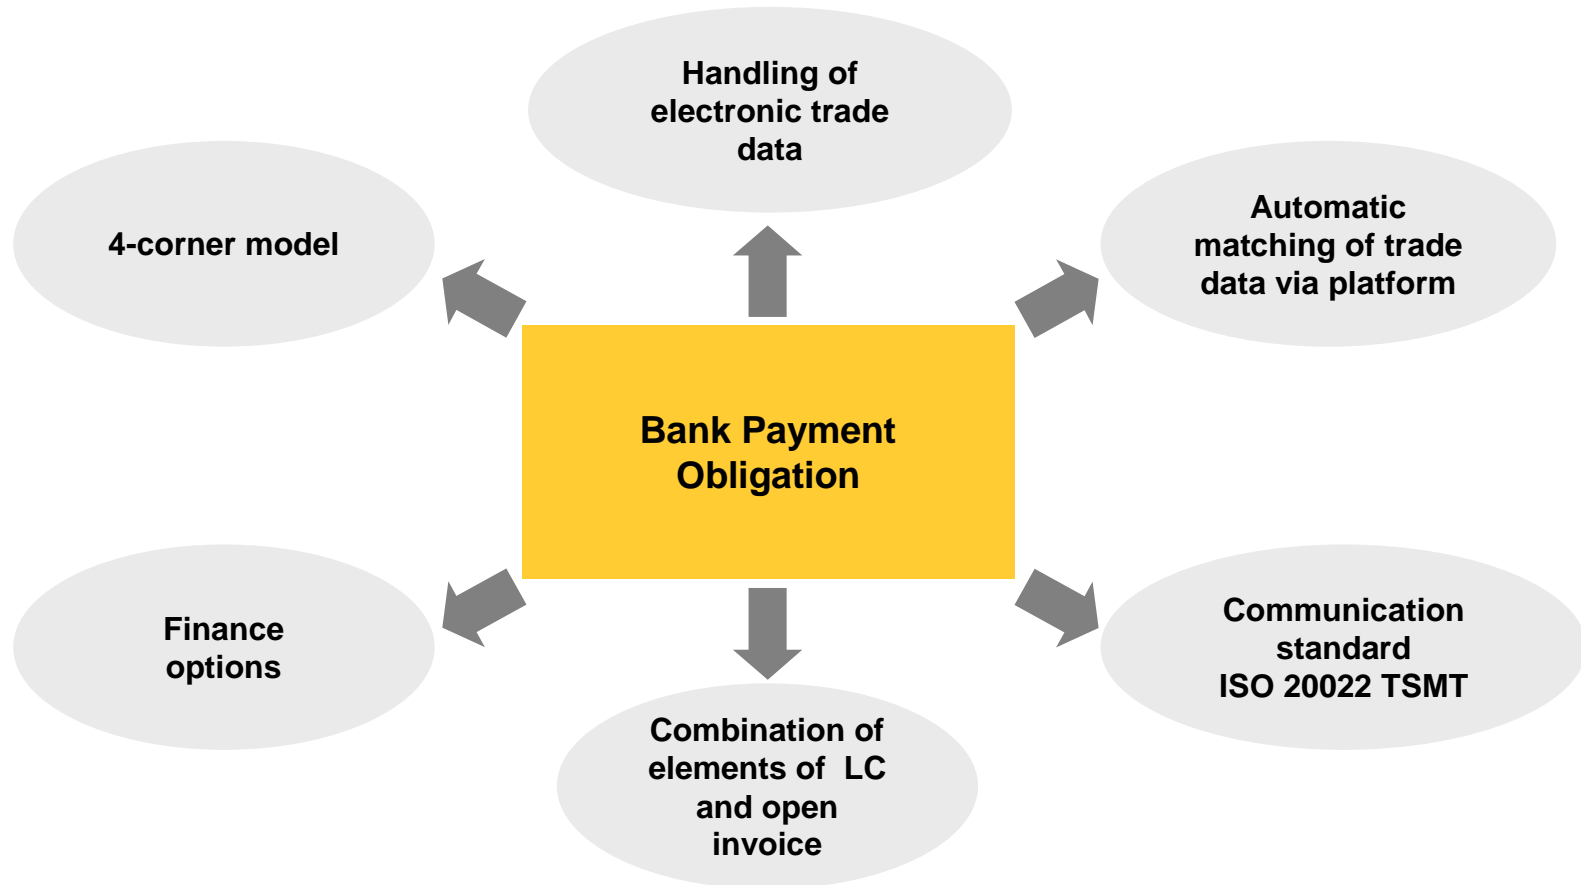 Handling of
electronic trade
data
4-corner model
Automatic
matching of trade
data via platform
Bank Payment
Obligation
Finance
options
Communication
standard
ISO 20022 TSMT
Combination of
elements of  LC
and open
invoice